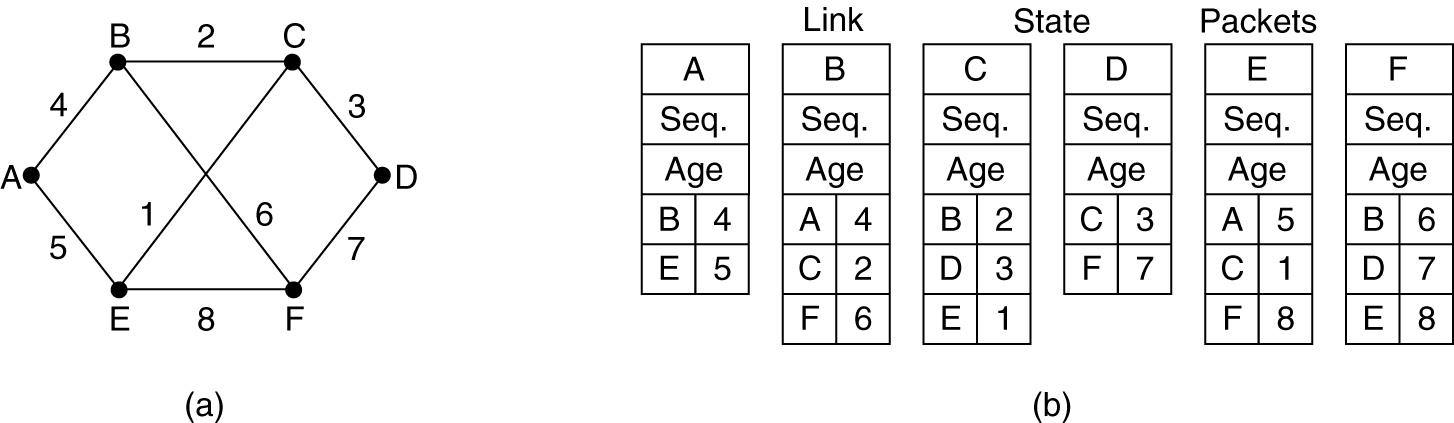 B 2 C
4 3
A D
1 6
5 7
E 8 F
(a)
Link State Packets
A B C D E F
Seq. Seq. Seq. Seq. Seq. Seq.
Age Age Age Age Age Age
B 4 A 4 B 2 C 3 A 5 B 6
E 5 C 2 D 3 F 7 C 1 D 7
F 6 E 1 F 8 E 8
(b)